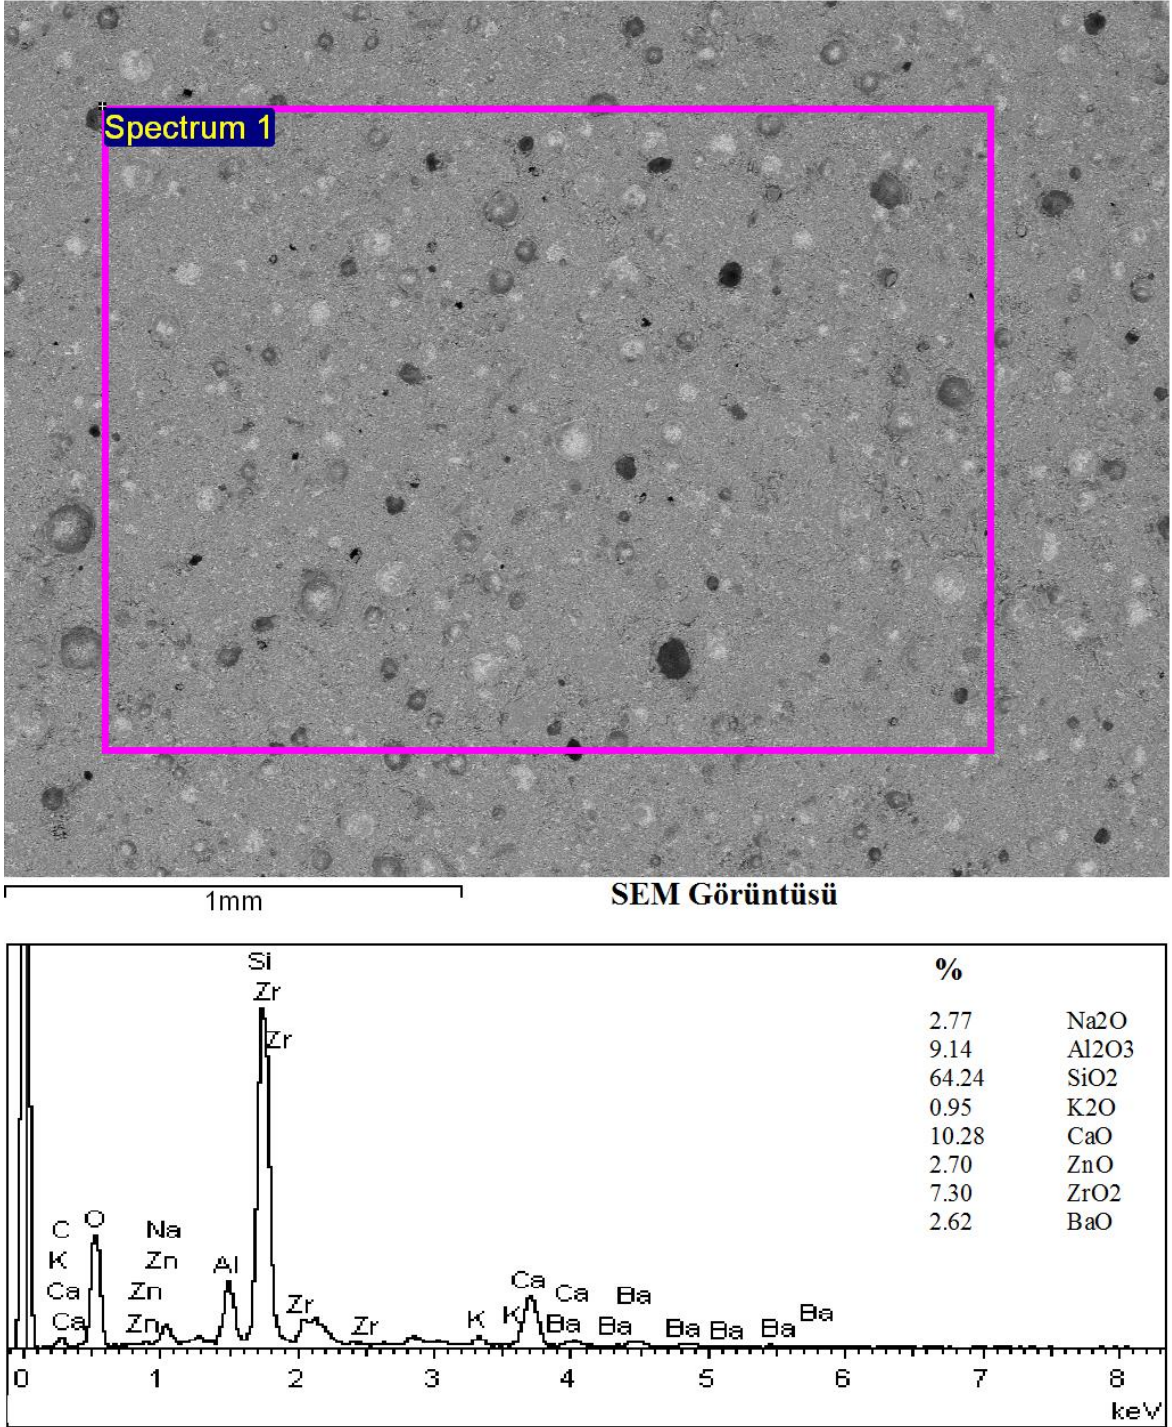 Spectrum 1
1mm
SEM Görüntüsü
Si
Zr
Zr
%
2.77 Na2O
9.14 Al2O3
64.24 SiO2
0.95 K2O
10.28 CaO
2.70 ZnO
7.30 ZrO2
2.62 BaO
C O Na
K Zn Al
Ca Zn Zr Ca Ca Ba
Ca Zn Zr K K Ba Ba Ba Ba Ba Ba
0 1 2 3 4 5 6 7 8
keV